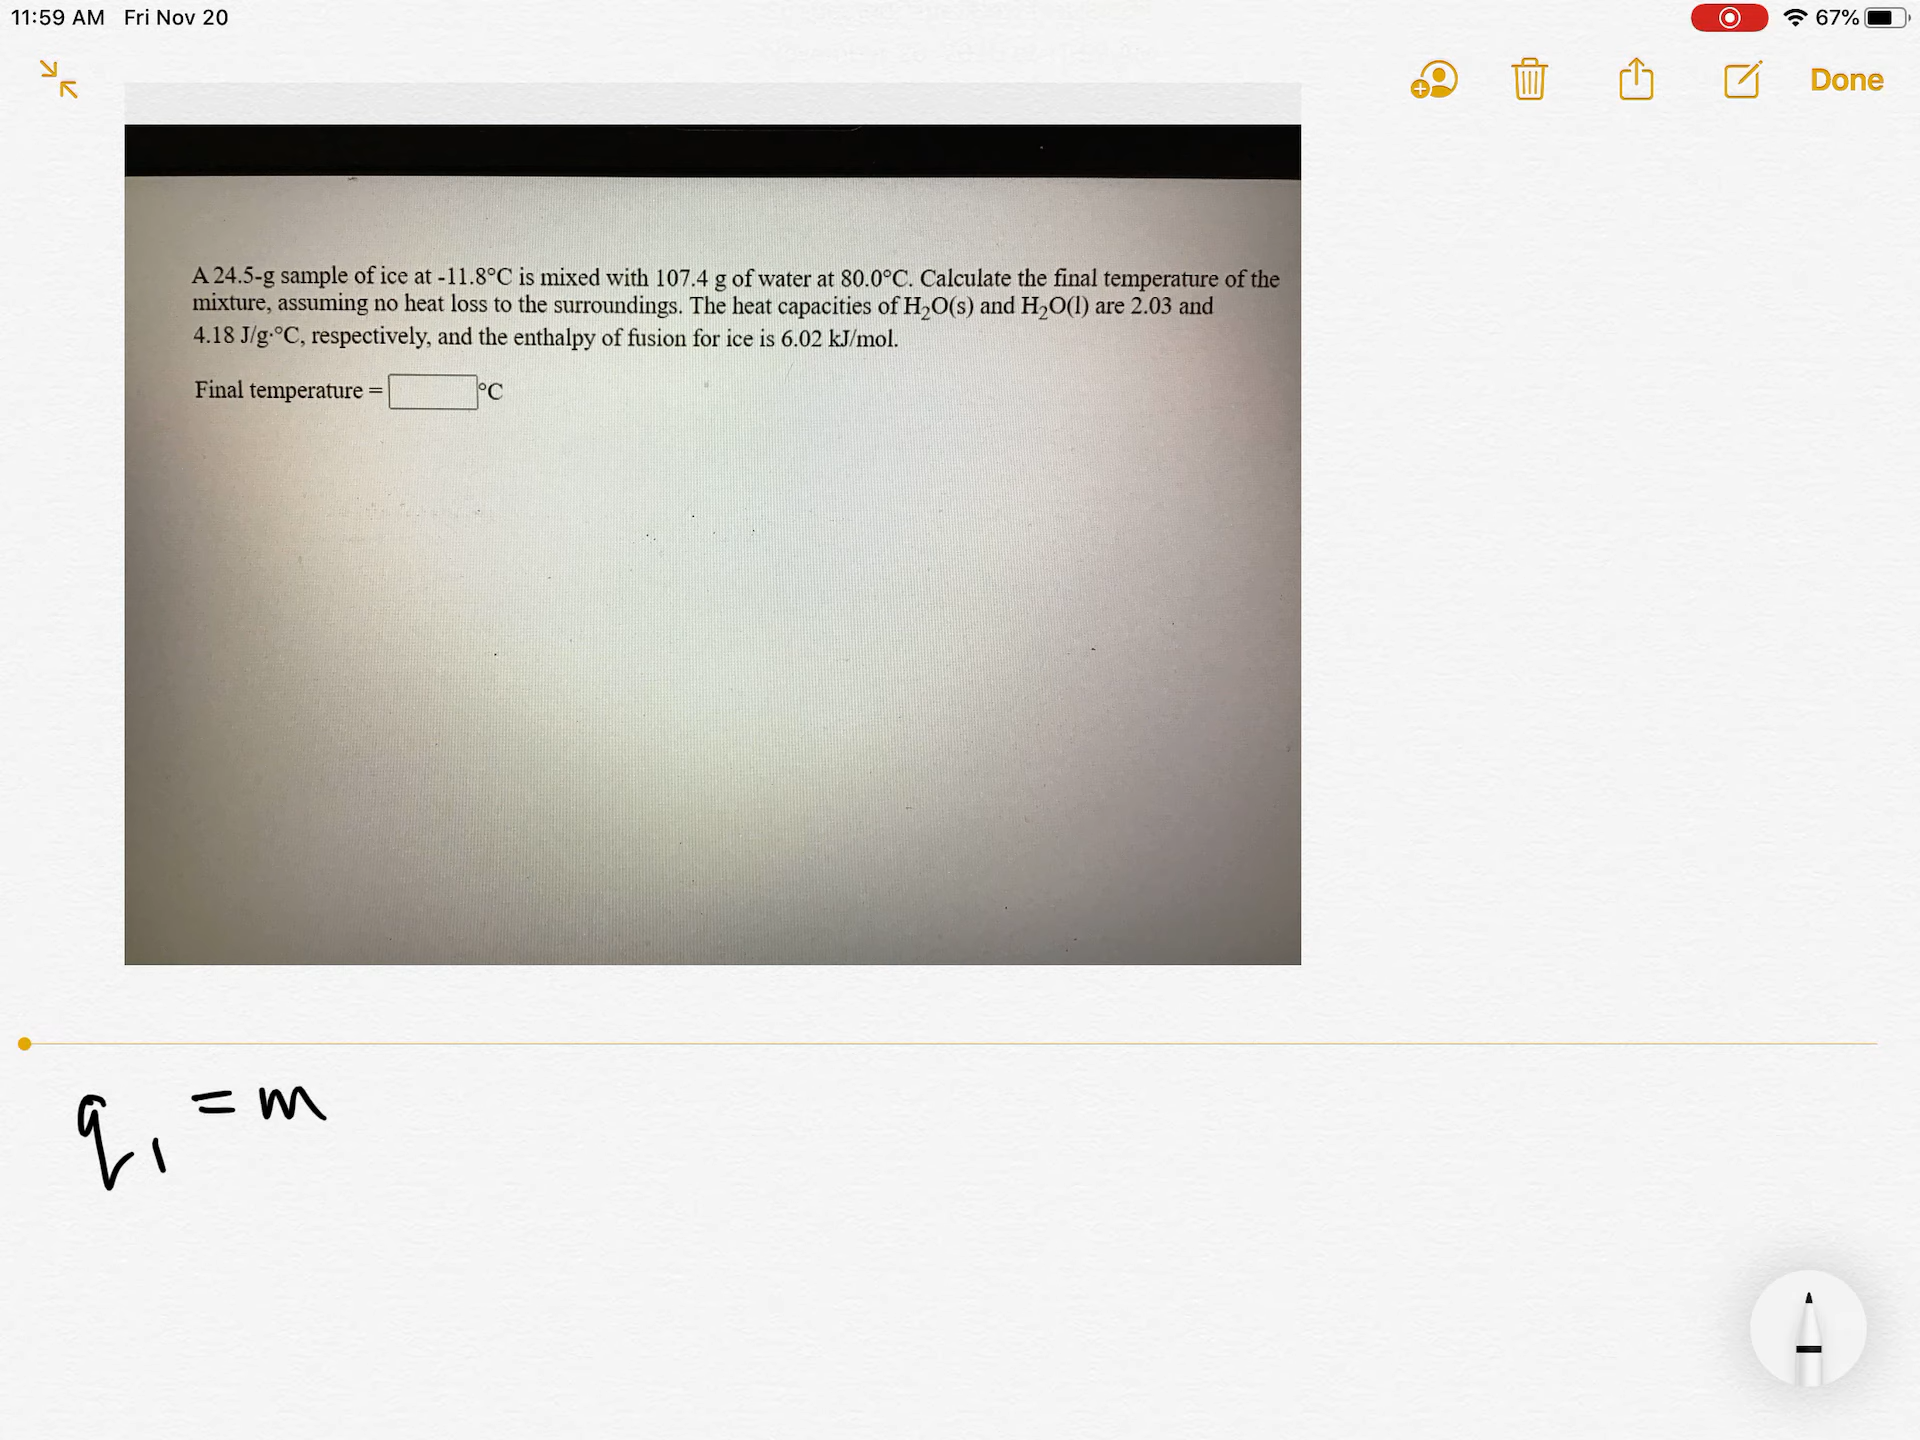 11:59 AM Fri Nov 20
67%
Done
A 24.5-g sample of ice at -11.8°C is mixed with 107.4 g of water at 80.0°C. Calculate the final temperature of the
mixture, assuming no heat loss to the surroundings. The heat capacities of H₂O(s) and H₂O(l) are 2.03 and
4.18 J/g·°C, respectively, and the enthalpy of fusion for ice is 6.02 kJ/mol.
Final temperature = °C
q₁ = m